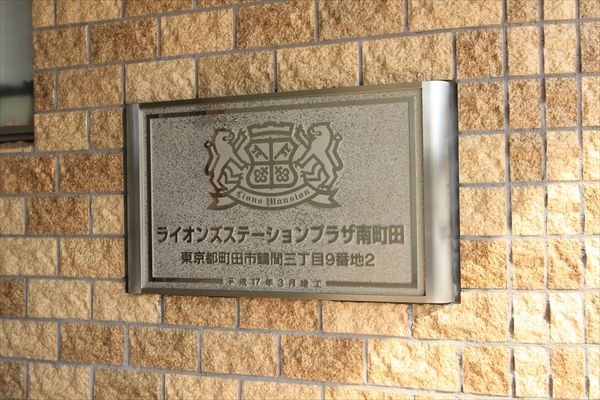 Lions Mansion
ライオンズステーションプラザ南町田
東京都町田市鶴間三丁目9番地2
平成17年3月竣工